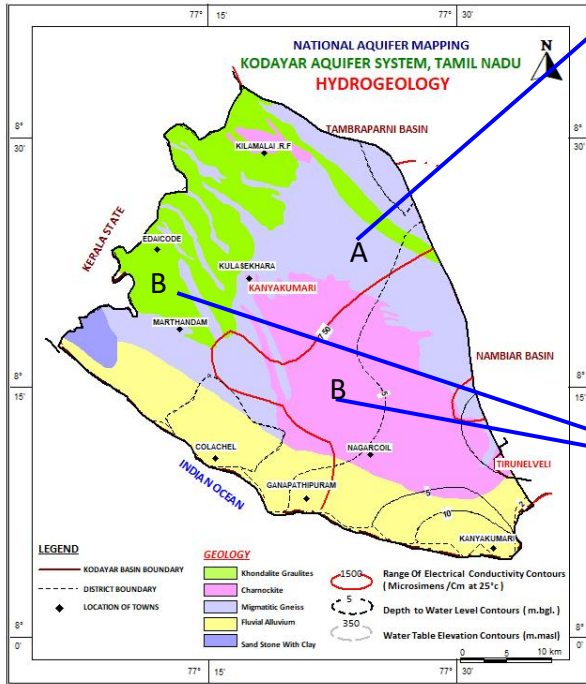 77° 15'
77° 30'
NATIONAL AQUIFER MAPPING
KODAYAR AQUIFER SYSTEM, TAMIL NADU
HYDROGEOLOGY
N
8° 30'
8° 30'
TAMBRAPARNI BASIN
KILAMALAI .R.F
KERALA STATE
EDAICODE
A
KULASEKHARA
B
KANYAKUMARI
MARTHANDAM
7 50
NAMBIAR BASIN
8° 15'
8° 15'
5
B
COLACHEL
NAGARCOIL
TIRUNELVELI
INDIAN OCEAN
GANAPATHIPURAM
5
10
2
KANYAKUMARI
LEGEND
KODAYAR BASIN BOUNDARY
DISTRICT BOUNDARY
LOCATION OF TOWNS
GEOLOGY
Khondalite Graulites
Charnockite
Migmatitic Gneiss
Fluvial Alluvium
Sand Stone With Clay
1500
Range Of Electrical Conductivity Contours
( Microsimens /Cm at 25°c )
5
Depth to Water Level Contours (m.bgl.)
350
Water Table Elevation Contours (m.masl)
8° 0'
8° 0'
0 5 10 km
77° 15'
77° 30'